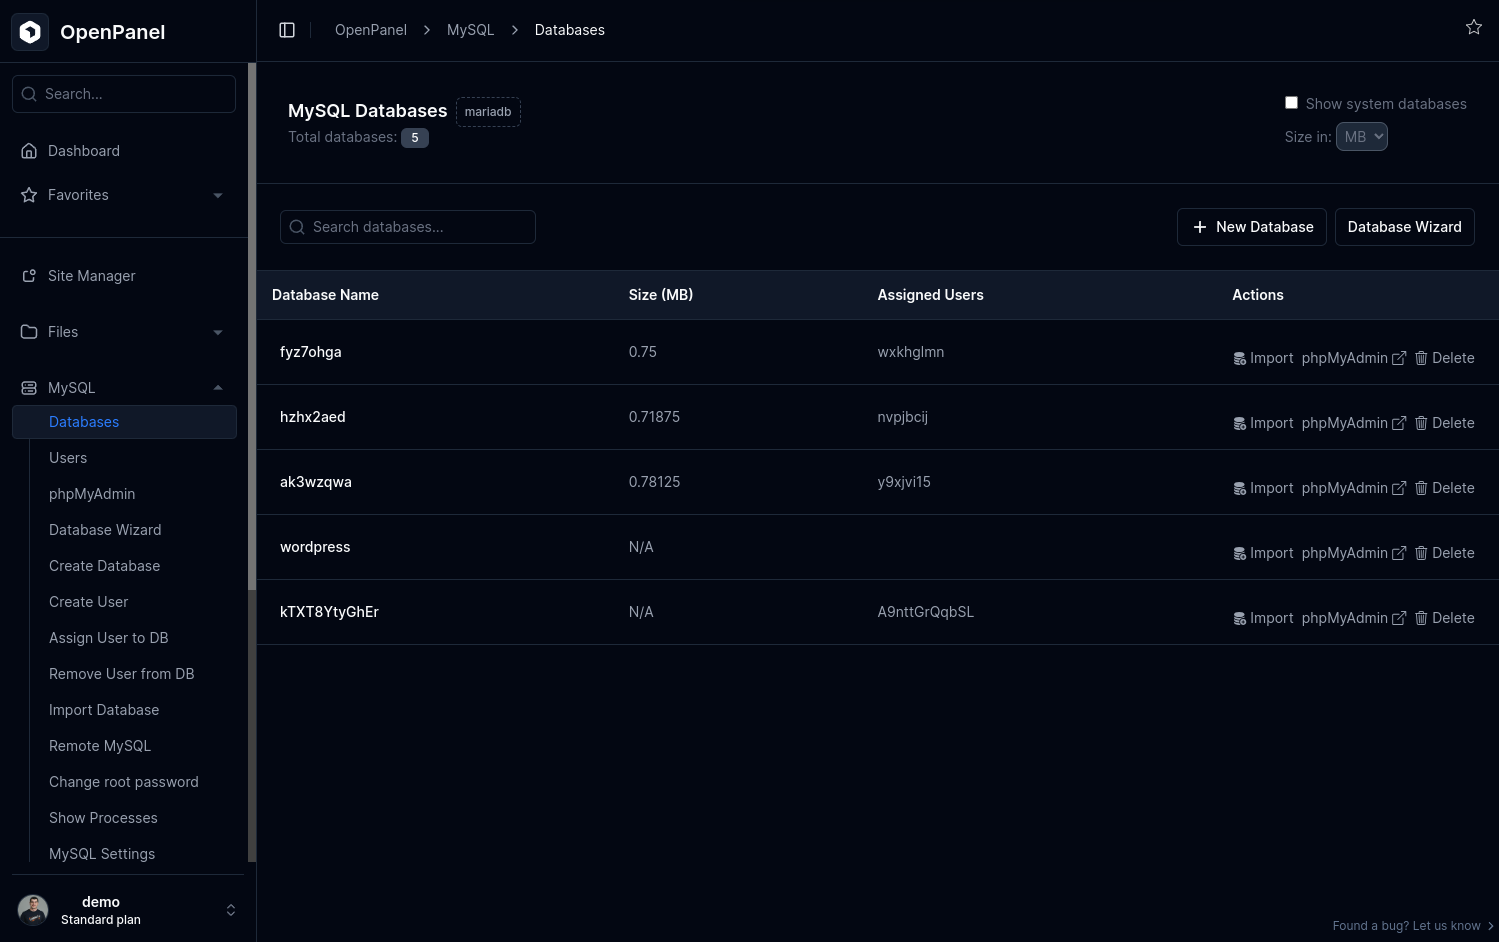 OpenPanel
Search...
Dashboard
Favorites
Site Manager
Files
MySQL
Databases
Users
phpMyAdmin
Database Wizard
Create Database
Create User
Assign User to DB
Remove User from DB
Import Database
Remote MySQL
Change root password
Show Processes
MySQL Settings
demo
Standard plan
OpenPanel MySQL Databases
MySQL Databases mariadb
Total databases: 5
Show system databases
Size in: MB
Search databases...
New Database Database Wizard
Database Name Size (MB) Assigned Users Actions
fyz7ohga 0.75 wxkhglmn Import phpMyAdmin Delete
hzhx2aed 0.71875 nvpjbcij Import phpMyAdmin Delete
ak3wzqwa 0.78125 y9xjvi15 Import phpMyAdmin Delete
wordpress N/A Import phpMyAdmin Delete
kTXT8YtyGhEr N/A A9nttGrQqbSL Import phpMyAdmin Delete
Found a bug? Let us know